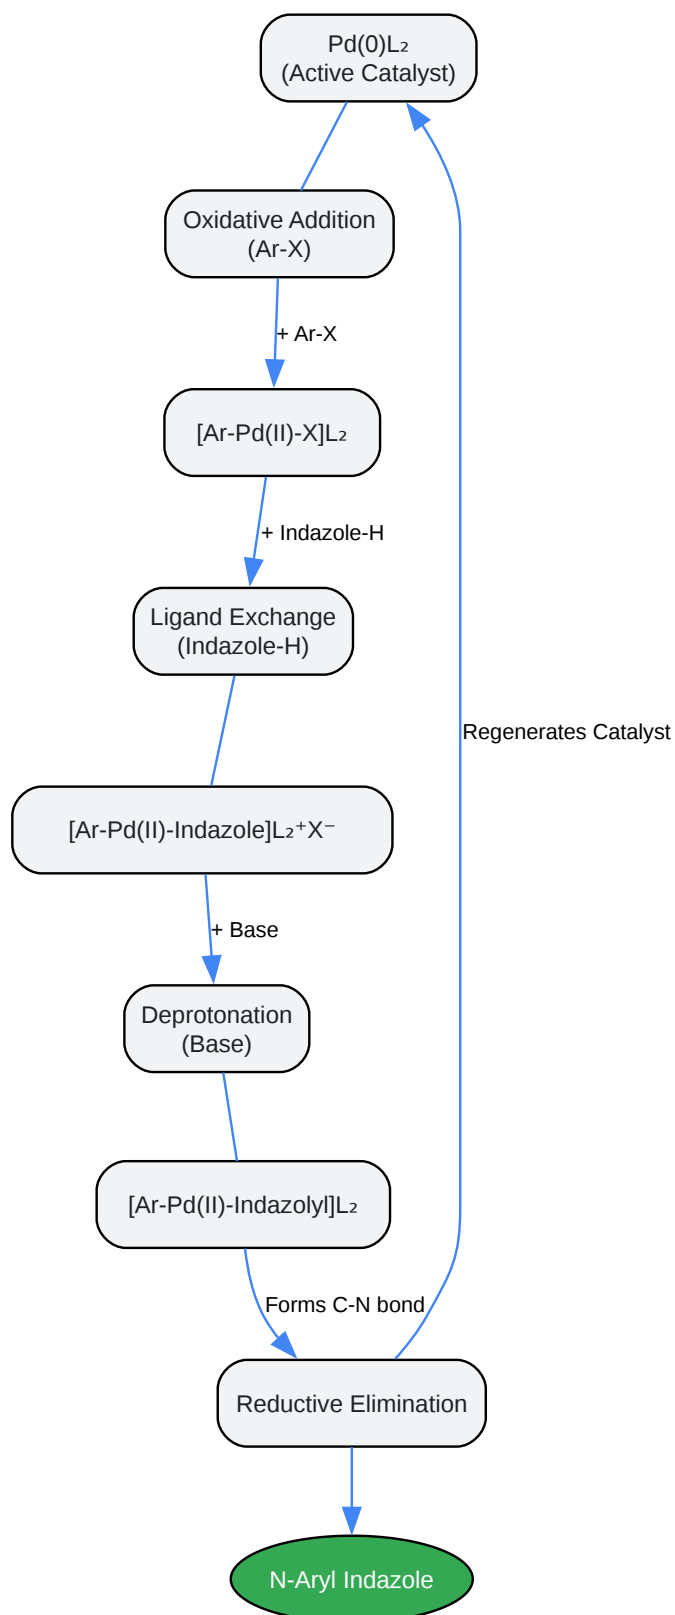 Pd(0)L₂
(Active Catalyst)
Oxidative Addition
(Ar-X)
+ Ar-X
[Ar-Pd(II)-X]L₂
+ Indazole-H
Ligand Exchange
(Indazole-H)
Regenerates Catalyst
[Ar-Pd(II)-Indazole]L₂⁺X⁻
+ Base
Deprotonation
(Base)
[Ar-Pd(II)-Indazolyl]L₂
Forms C-N bond
Reductive Elimination
N-Aryl Indazole